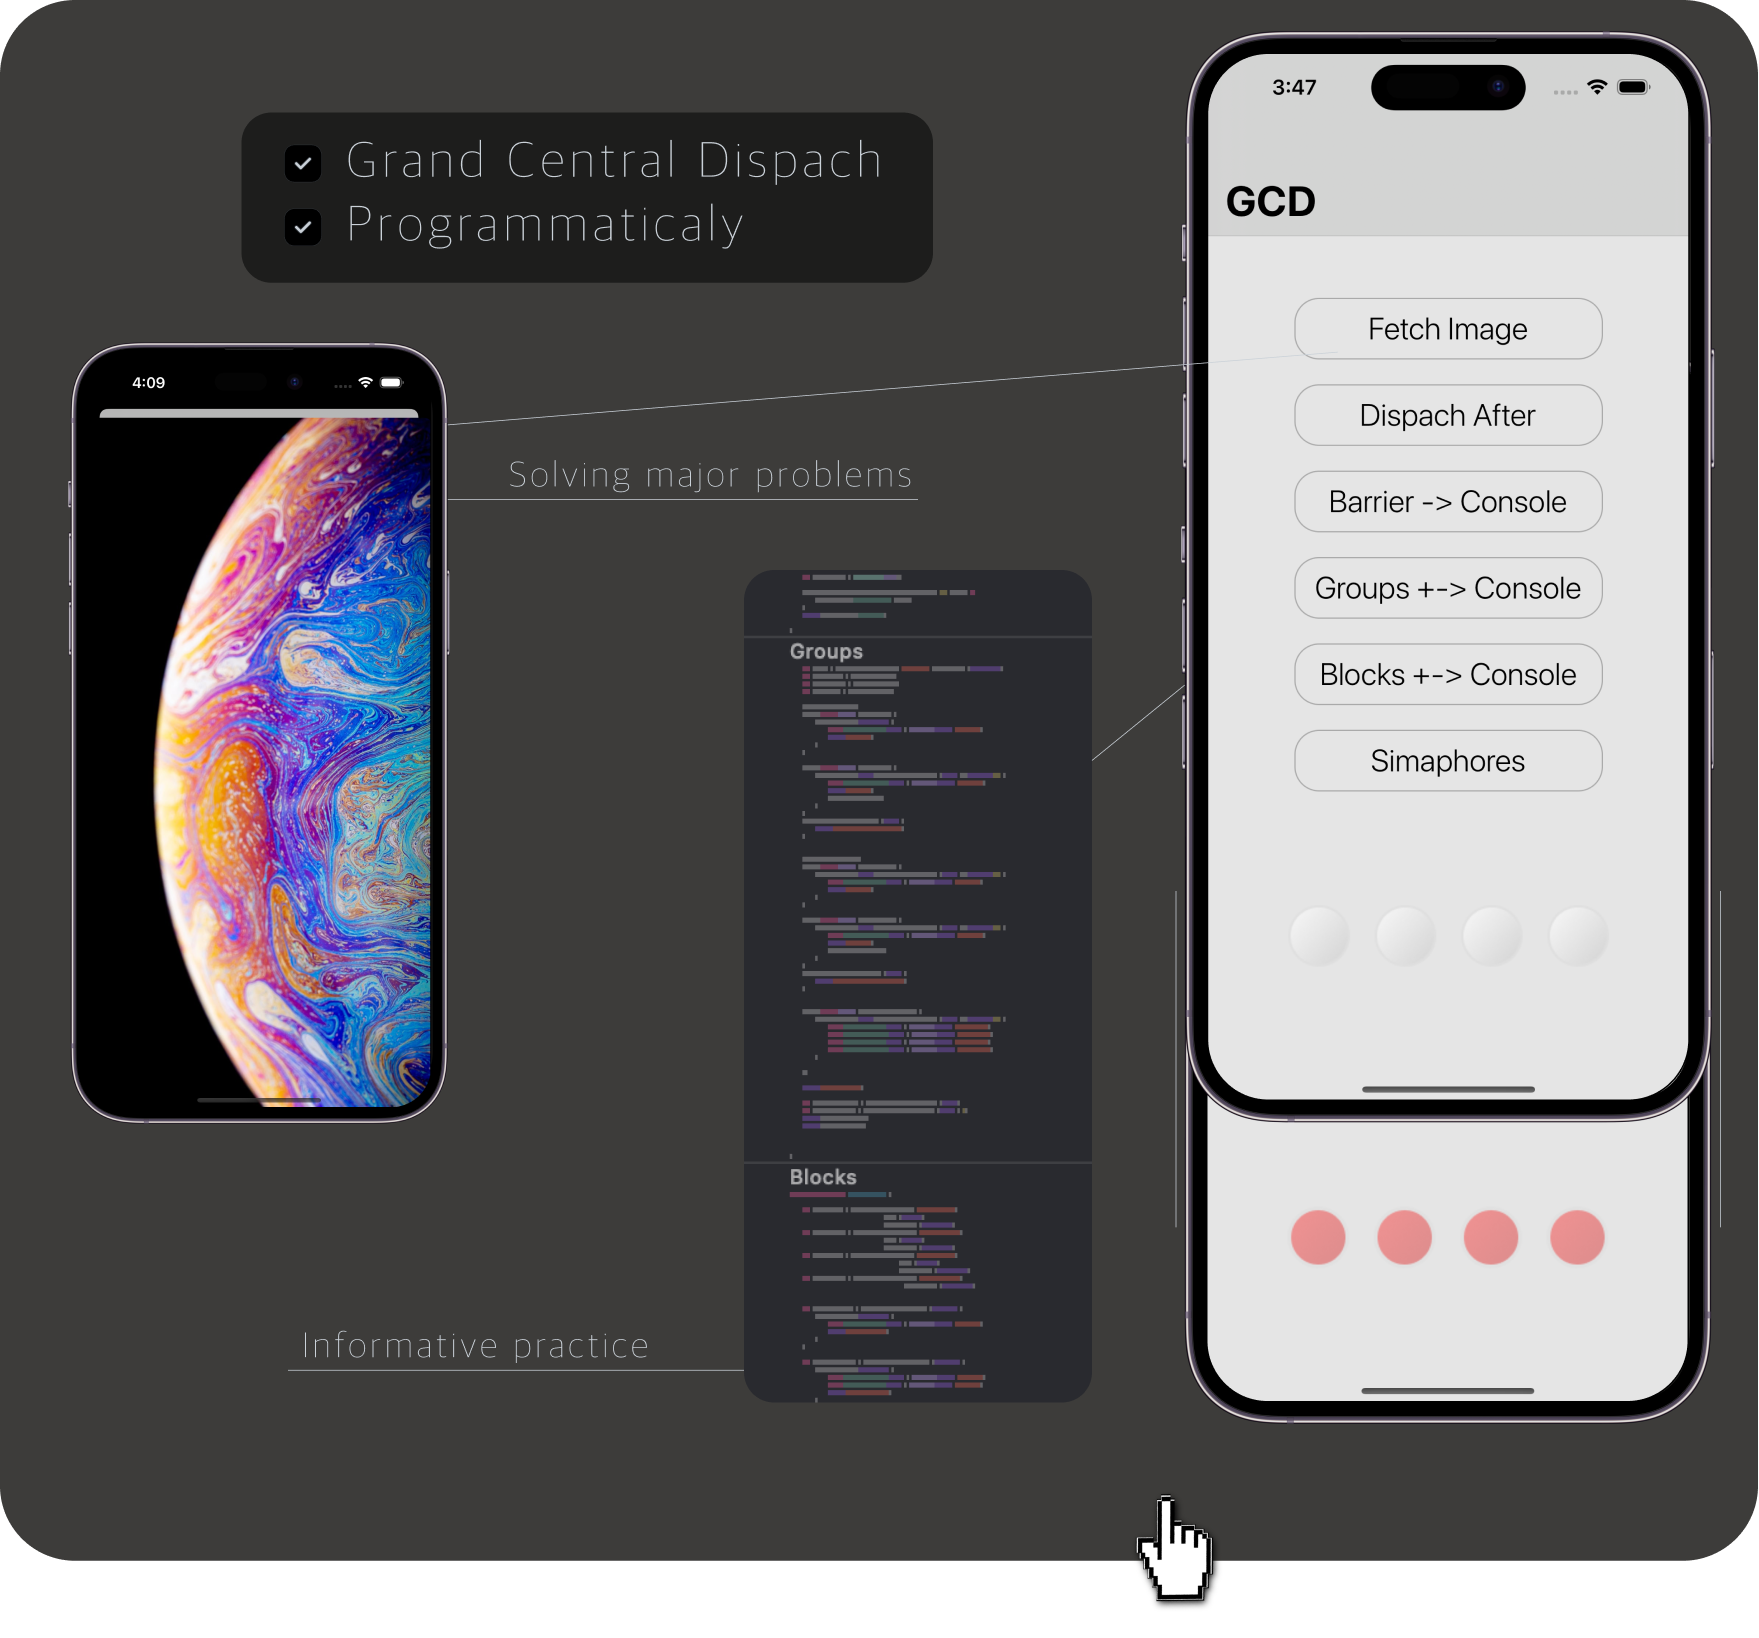 Grand Central Dispach
Programmaticaly
4:09
Solving major problems
Groups
Blocks
Informative practice
3:47
GCD
Fetch Image
Dispach After
Barrier -> Console
Groups +-> Console
Blocks +-> Console
Simaphores